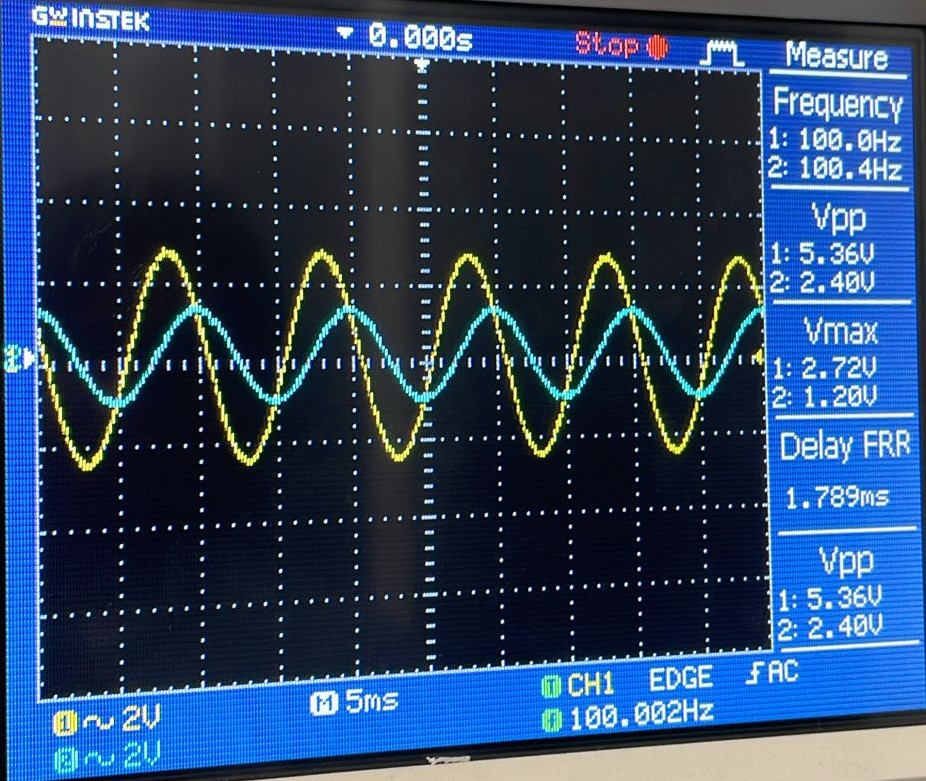 GW INSTEK
0.000s
Stop
Measure
Frequency
1: 100.0Hz
2: 100.4Hz
Vpp
1: 5.36V
2: 2.40V
Vmax
1: 2.72V
2: 1.20V
Delay FRR
1.789ms
Vpp
1: 5.36V
2: 2.40V
1 ~ 2V
M 5ms
T CH1 EDGE AC
2 ~ 2V
F 100.002Hz